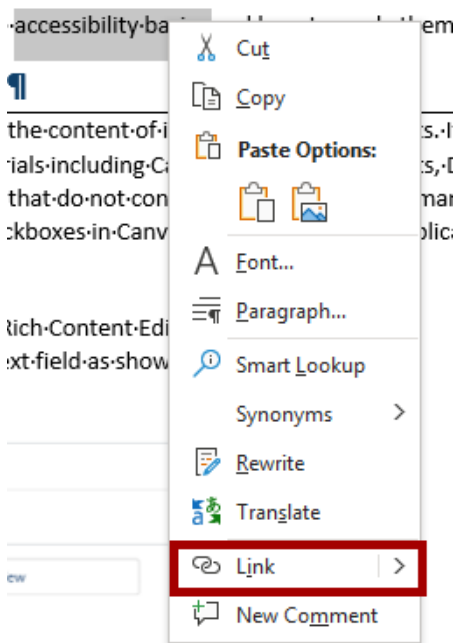 ·accessibility·ba
hem
¶
the·content·of·i
s.·I
rials·including·Ca
that·do·not·con
ckboxes·in·Canv
Rich·Content·Edi
ext·field·as·show
Cut
Copy
Paste Options:
Font...
Paragraph...
Smart Lookup
Synonyms
Rewrite
Translate
Link
New Comment